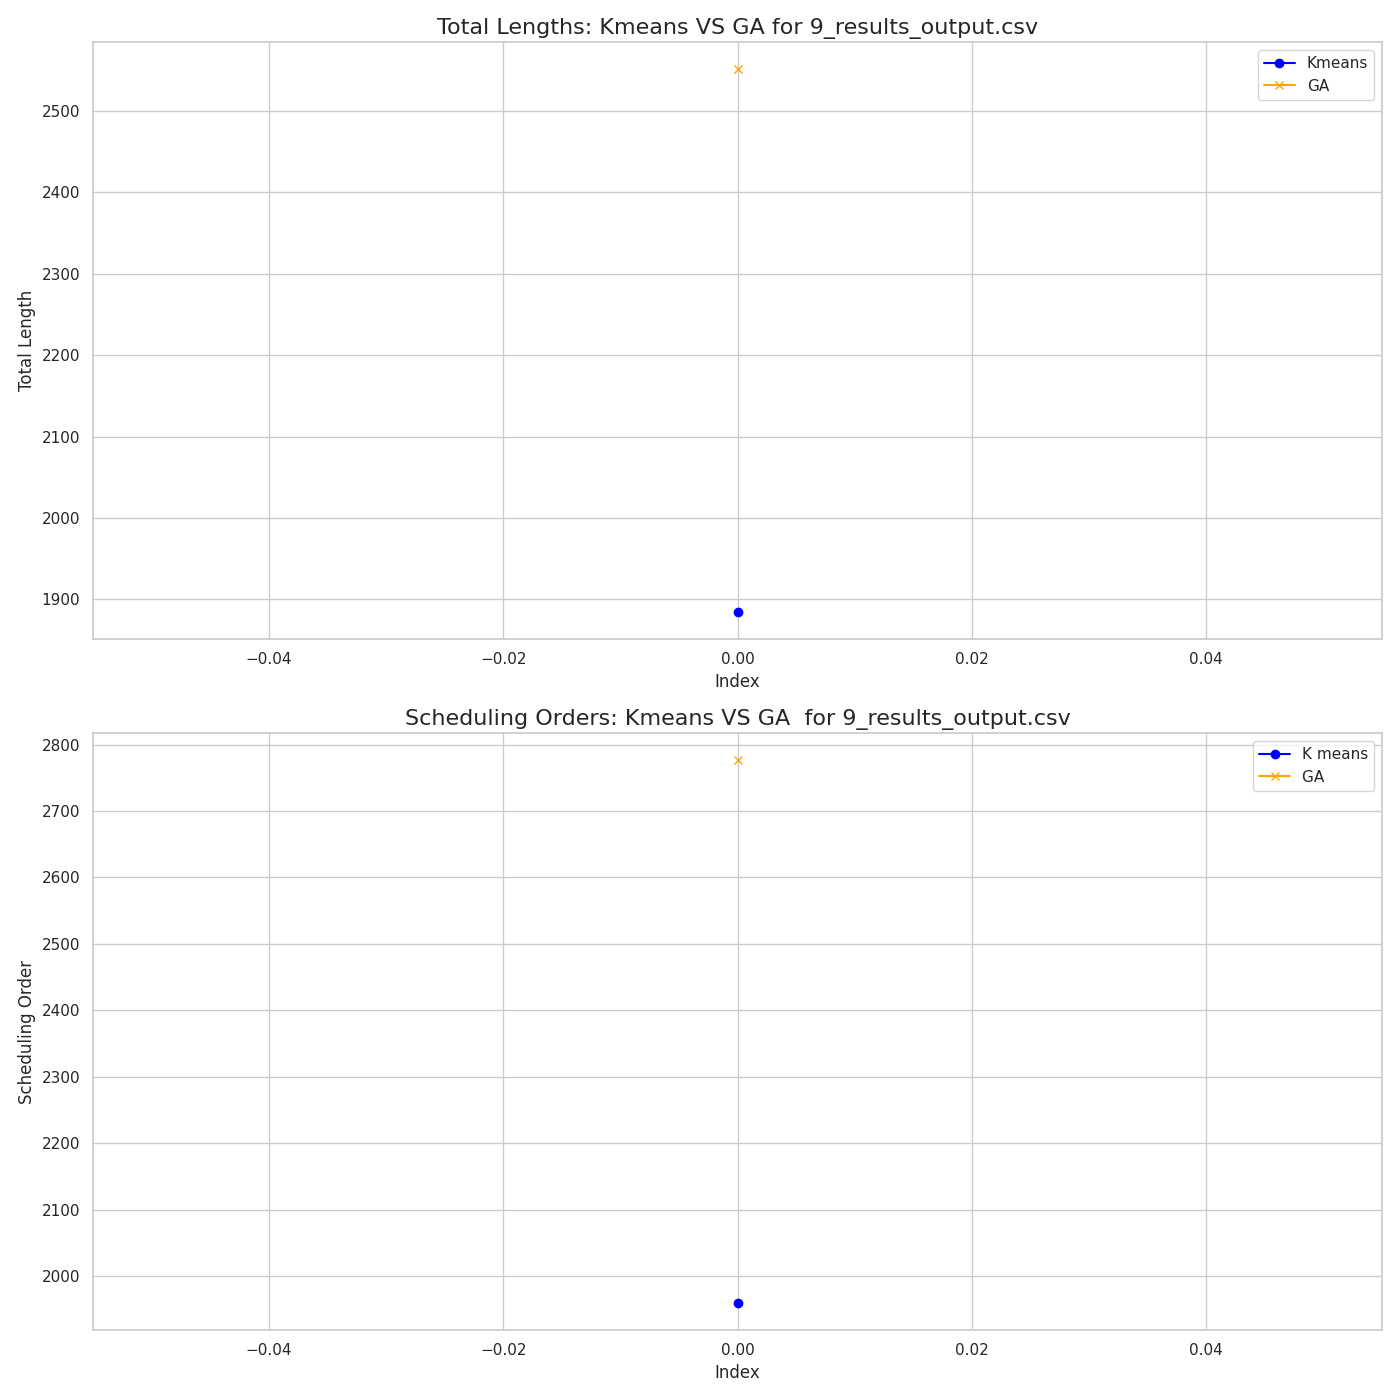 Total Lengths: Kmeans VS GA for 9_results_output.csv
Kmeans
GA
2500
2400
2300
2200
2100
2000
1900
Total Length
−0.04
−0.02
0.00
0.02
0.04
Index
Scheduling Orders: Kmeans VS GA  for 9_results_output.csv
K means
GA
2800
2700
2600
2500
2400
2300
2200
2100
2000
Scheduling Order
−0.04
−0.02
0.00
0.02
0.04
Index